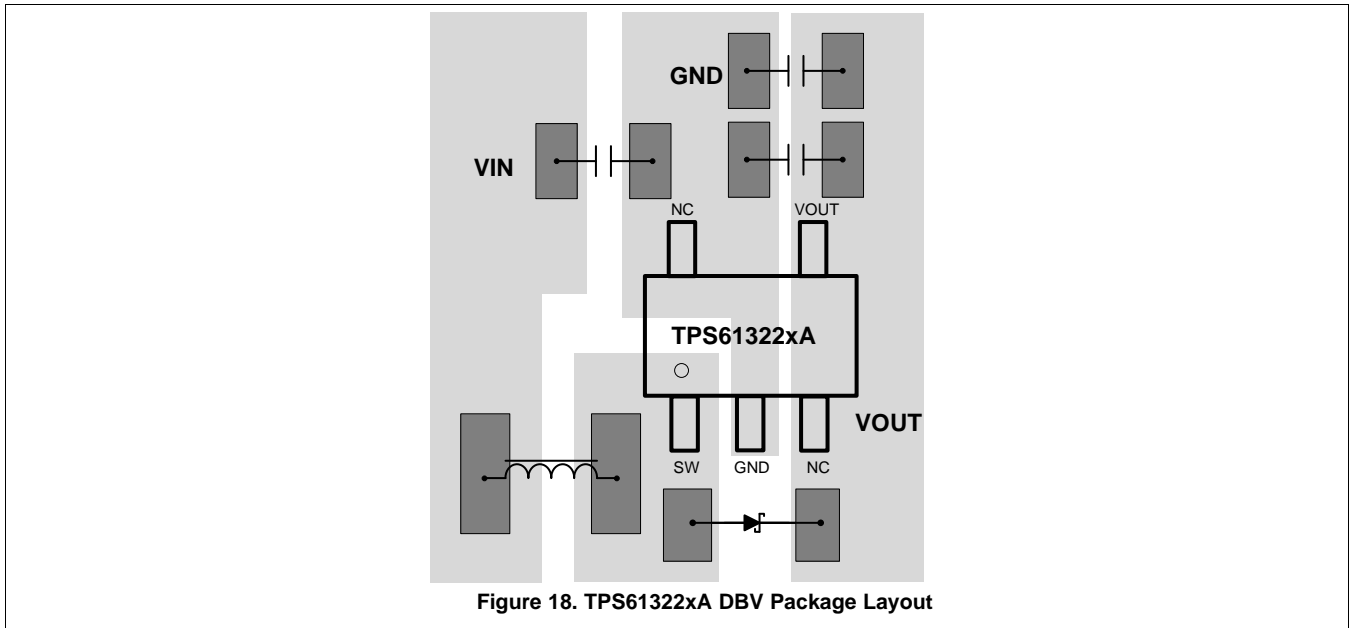 GND
VIN
NC VOUT
TPS61322xA
VOUT
SW GND NC
Figure 18. TPS61322xA DBV Package Layout